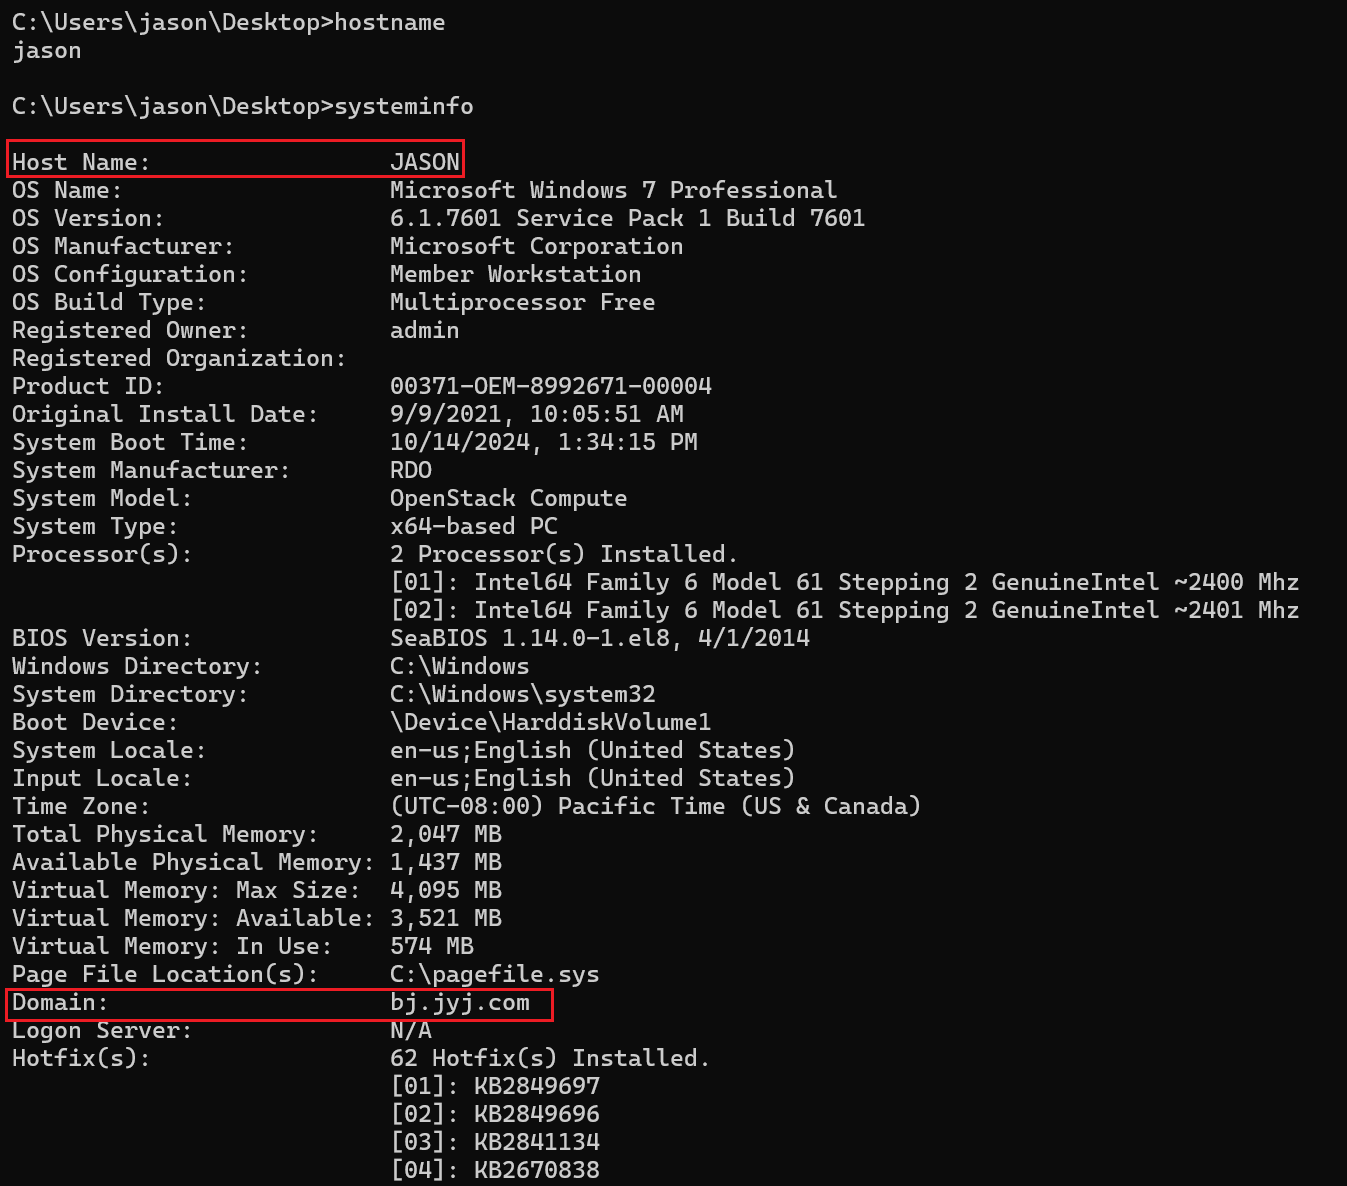 C:\Users\jason\Desktop>hostname
jason
C:\Users\jason\Desktop>systeminfo
Host Name:                 JASON
OS Name:                   Microsoft Windows 7 Professional
OS Version:                6.1.7601 Service Pack 1 Build 7601
OS Manufacturer:           Microsoft Corporation
OS Configuration:          Member Workstation
OS Build Type:             Multiprocessor Free
Registered Owner:          admin
Registered Organization:
Product ID:                00371-OEM-8992671-00004
Original Install Date:     9/9/2021, 10:05:51 AM
System Boot Time:          10/14/2024, 1:34:15 PM
System Manufacturer:       RDO
System Model:              OpenStack Compute
System Type:               x64-based PC
Processor(s):              2 Processor(s) Installed.
                           [01]: Intel64 Family 6 Model 61 Stepping 2 GenuineIntel ~2400 Mhz
                           [02]: Intel64 Family 6 Model 61 Stepping 2 GenuineIntel ~2401 Mhz
BIOS Version:              SeaBIOS 1.14.0-1.el8, 4/1/2014
Windows Directory:         C:\Windows
System Directory:          C:\Windows\system32
Boot Device:               \Device\HarddiskVolume1
System Locale:             en-us;English (United States)
Input Locale:              en-us;English (United States)
Time Zone:                 (UTC-08:00) Pacific Time (US & Canada)
Total Physical Memory:     2,047 MB
Available Physical Memory: 1,437 MB
Virtual Memory: Max Size:  4,095 MB
Virtual Memory: Available: 3,521 MB
Virtual Memory: In Use:    574 MB
Page File Location(s):     C:\pagefile.sys
Domain:                    bj.jyj.com
Logon Server:              N/A
Hotfix(s):                 62 Hotfix(s) Installed.
                           [01]: KB2849697
                           [02]: KB2849696
                           [03]: KB2841134
                           [04]: KB2670838